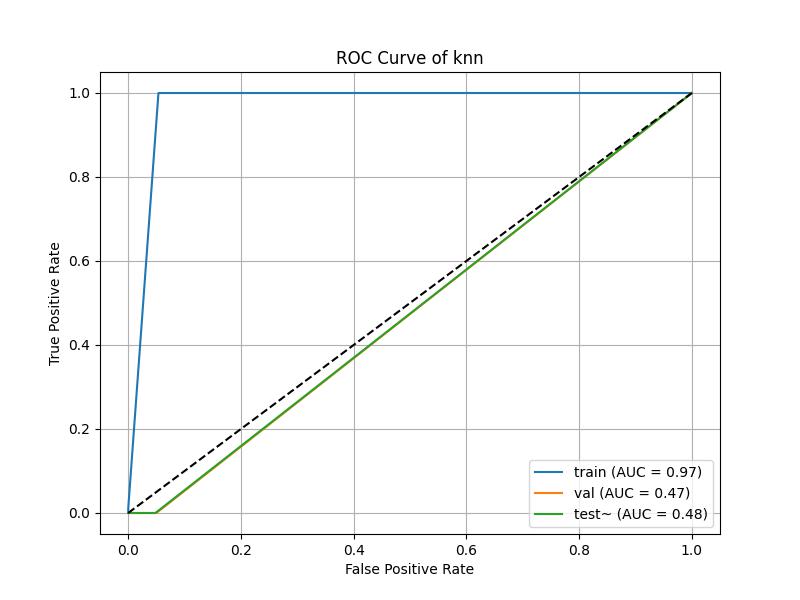 ROC Curve of knn
True Positive Rate
1.0
0.8
0.6
0.4
0.2
0.0
0.0 0.2 0.4 0.6 0.8 1.0
False Positive Rate
train (AUC = 0.97)
val (AUC = 0.47)
test~ (AUC = 0.48)